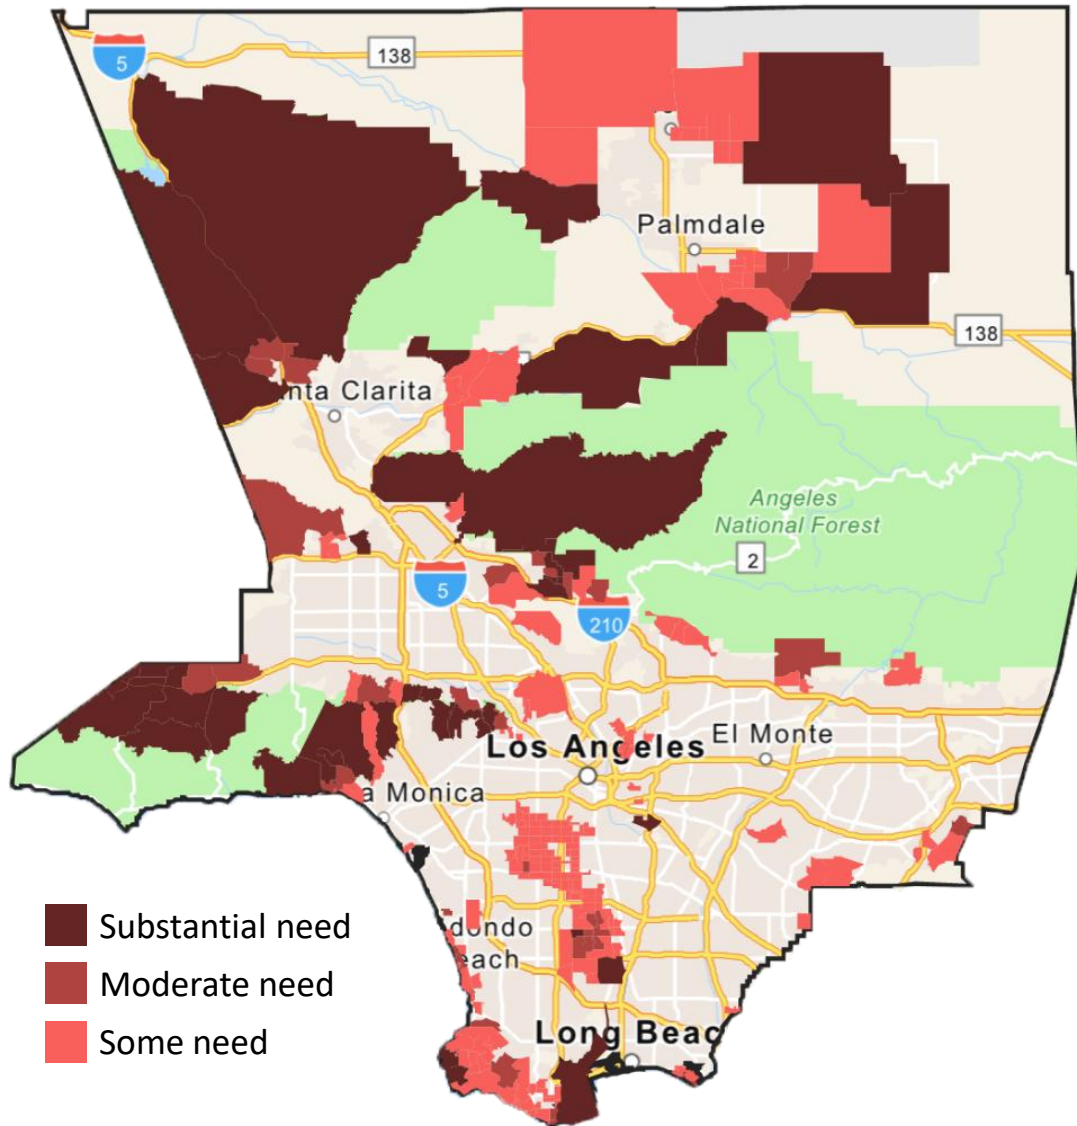 5
138
Palmdale
138
nta Clarita
Angeles
National Forest
2
5
210
Los Angeles
El Monte
a Monica
Substantial need
dondo
each
Moderate need
Long Beac
Some need